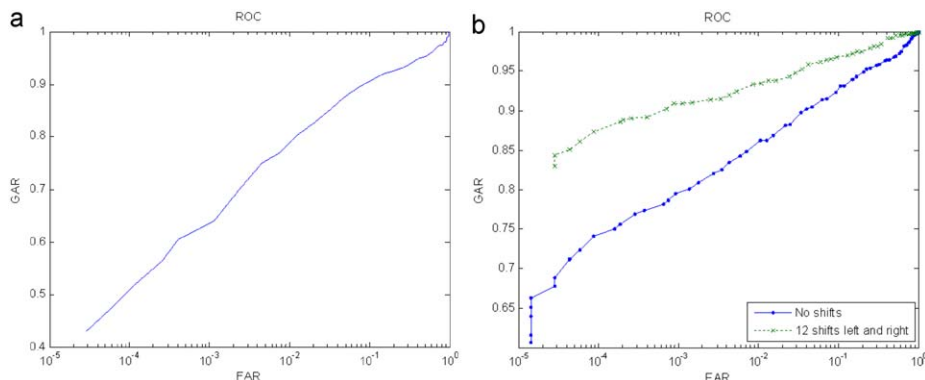 a
ROC
1
0.9
0.8
0.7
0.6
0.5
0.4
GAR
10^-5 10^-4 10^-3 10^-2 10^-1 10^0
FAR
b
ROC
1
0.95
0.9
0.85
0.8
0.75
0.7
0.65
GAR
No shifts
12 shifts left and right
10^-5 10^-4 10^-3 10^-2 10^-1 10^0
FAR